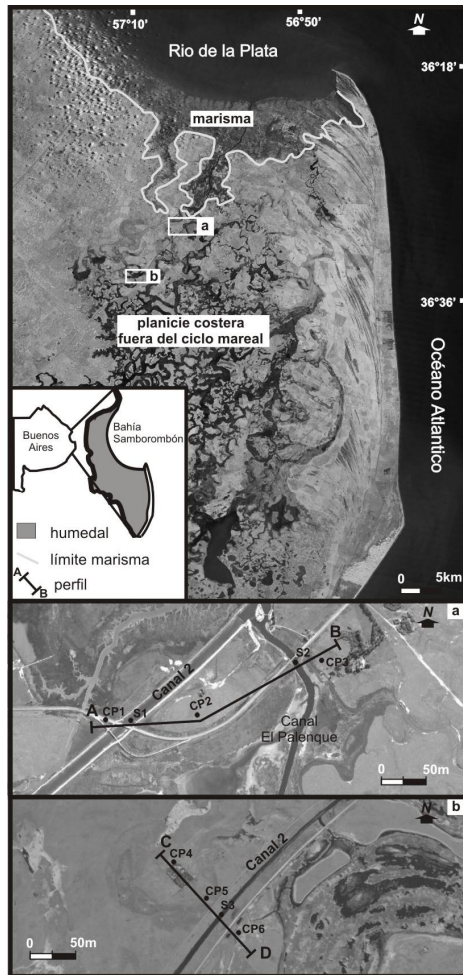 57°10'
56°50'
N
Rio de la Plata
36°18'
marisma
a
b
36°36'
planicie costera
fuera del ciclo mareal
Océano Atlantico
Buenos
Aires
Bahía
Samborombón
humedal
límite marisma
A
B
perfil
0
5km
a
N
B
S2
CP3
Canal 2
A
CP1
S1
CP2
Canal
El Palenque
0
50m
b
N
C
CP4
Canal 2
CP5
S3
CP6
D
0
50m